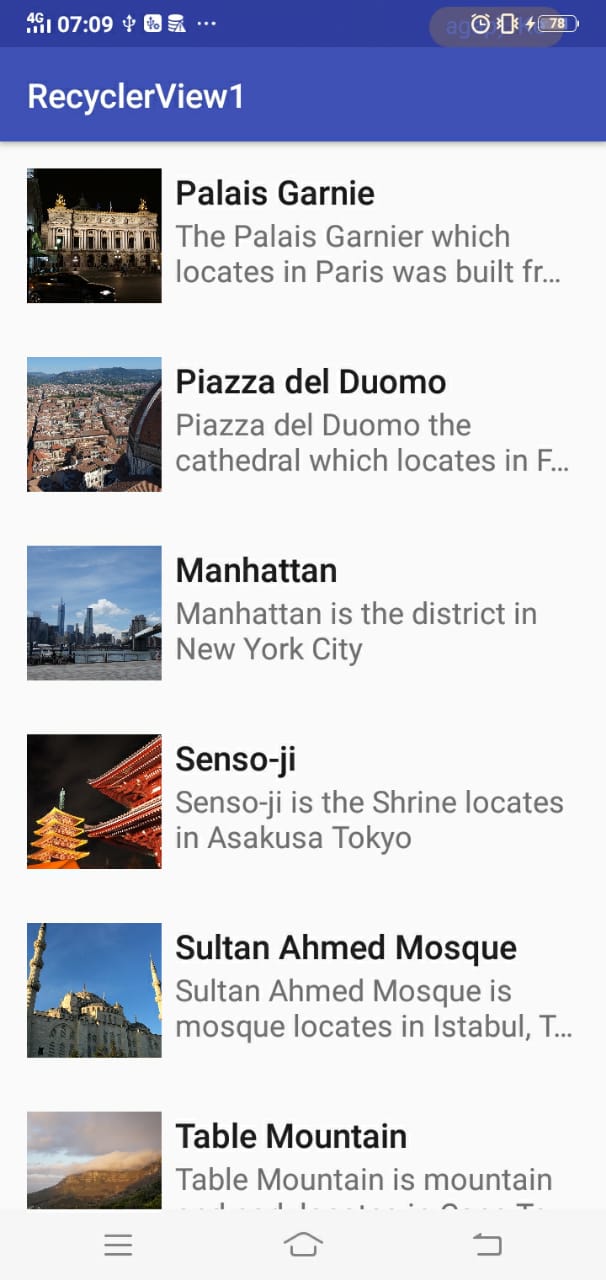 4G 07:09 78
RecyclerView1
Palais Garnie
The Palais Garnier which
locates in Paris was built fr...
Piazza del Duomo
Piazza del Duomo the
cathedral which locates in F...
Manhattan
Manhattan is the district in
New York City
Senso-ji
Senso-ji is the Shrine locates
in Asakusa Tokyo
Sultan Ahmed Mosque
Sultan Ahmed Mosque is
mosque locates in Istabul, T...
Table Mountain
Table Mountain is mountain